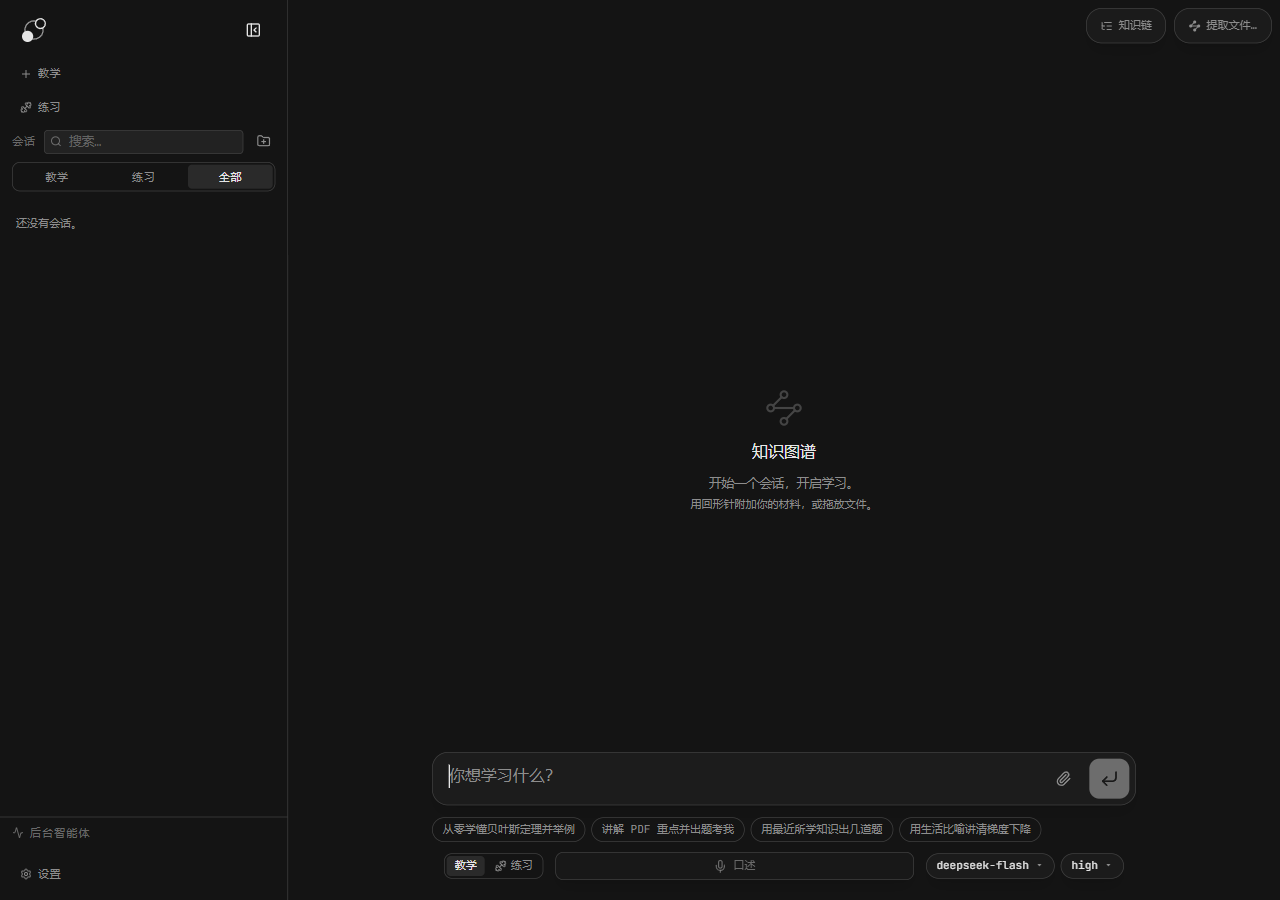 教学
练习
会话 搜索…
教学 练习 全部
还没有会话。
后台智能体
设置
知识链 提取文件…
知识图谱
开始一个会话，开启学习。
用回形针附加你的材料，或拖放文件。
你想学习什么？
从零学懂贝叶斯定理并举例 讲解 PDF 重点并出题考我 用最近所学知识出几道题 用生活比喻讲清梯度下降
教学 练习 口述 deepseek-flash high